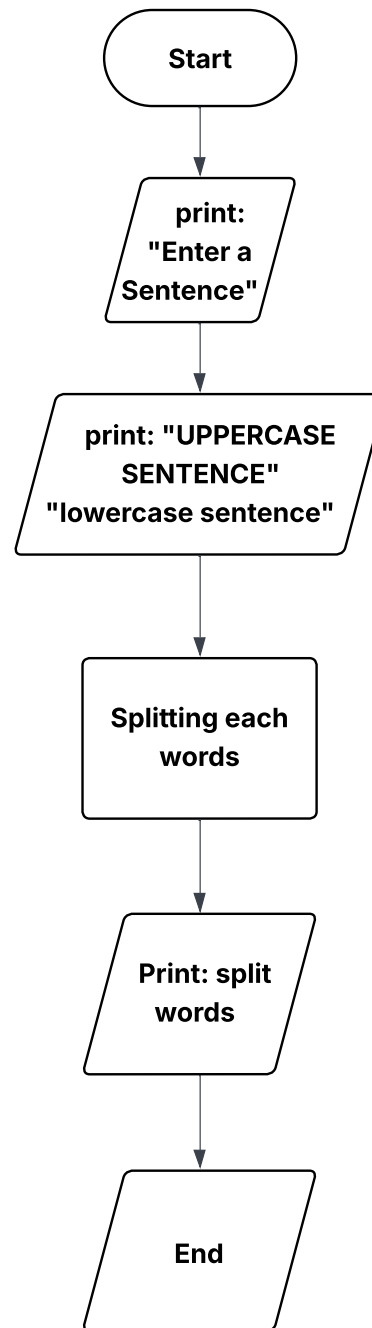 Start
print:
"Enter a
Sentence"
print: "UPPERCASE
SENTENCE"
"lowercase sentence"
Splitting each
words
Print: split
words
End